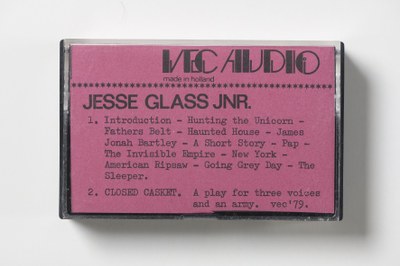 VEC AUDIO
made in holland
JESSE GLASS JNR.
1. Introduction - Hunting the Unicorn -
Fathers Belt - Haunted House - James
Jonah Bartley - A Short Story - Pap -
The Invisible Empire - New York -
American Ripsaw - Going Grey Day - The
Sleeper.
2. CLOSED CASKET. A play for three voices
and an army. vec'79.